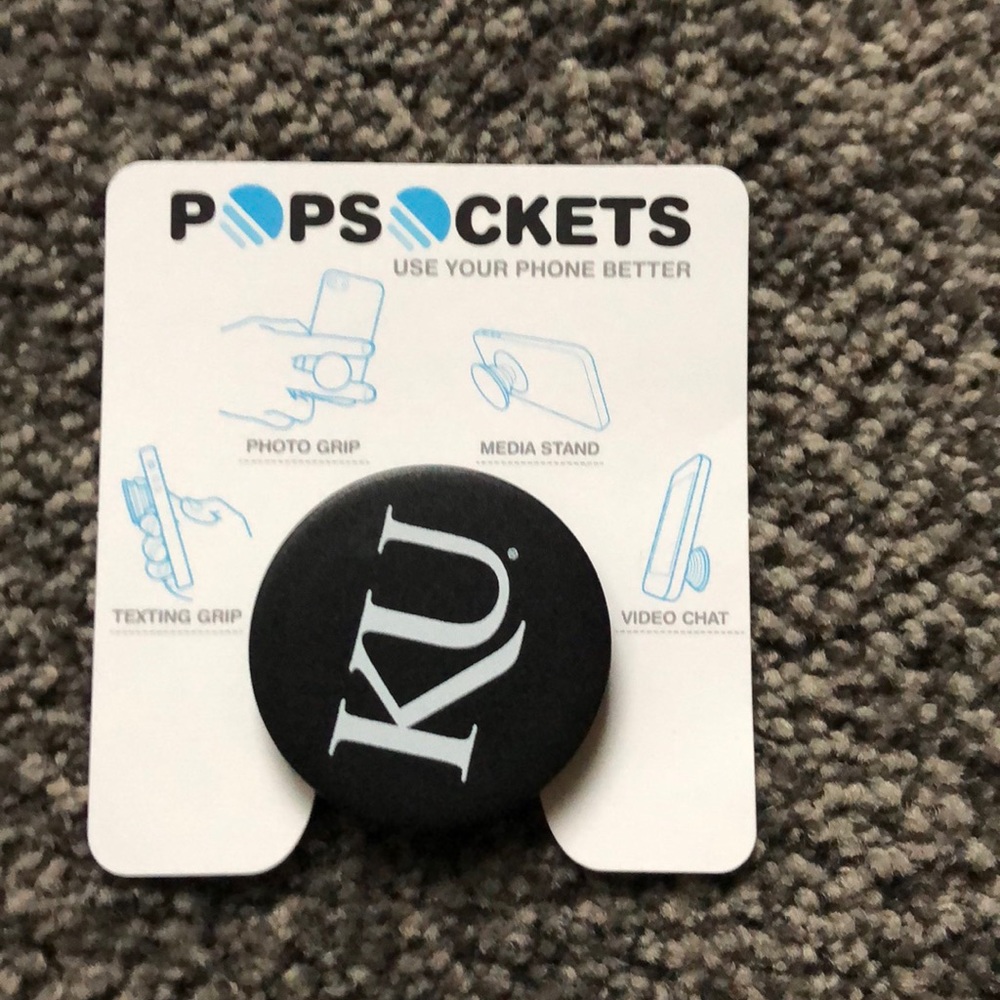 POPSOCKETS
USE YOUR PHONE BETTER
PHOTO GRIP
MEDIA STAND
TEXTING GRIP
VIDEO CHAT
KU